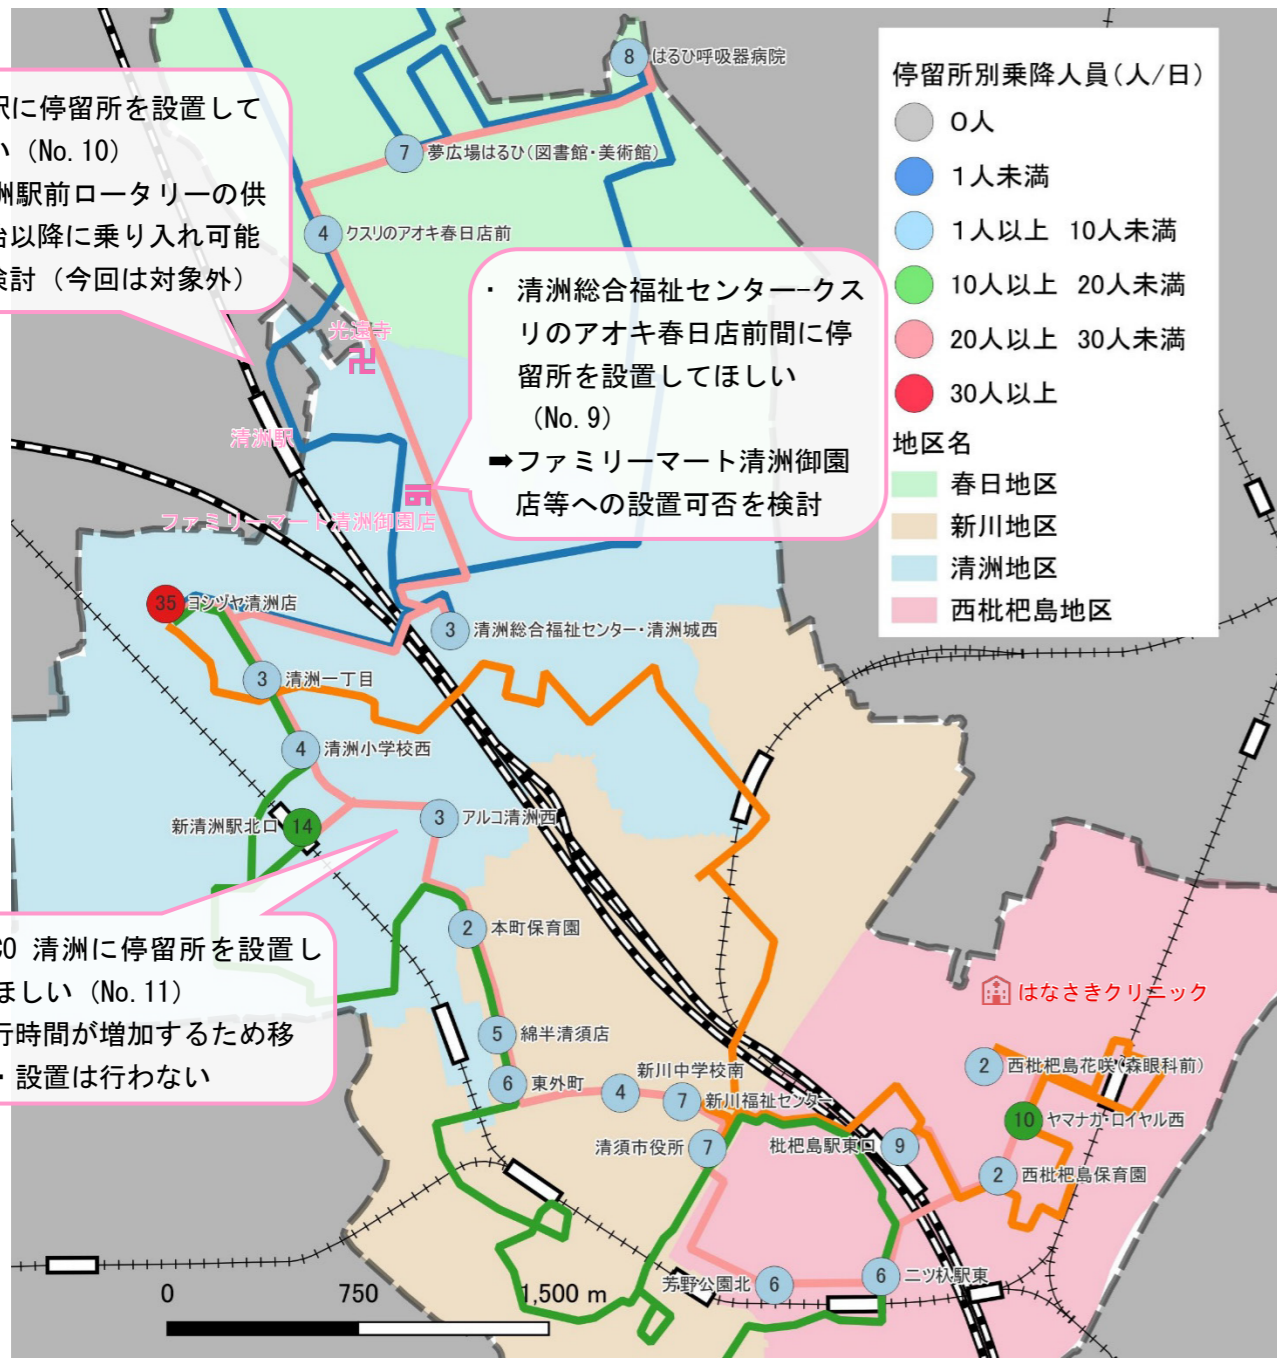 駅に停留所を設置して
い（No.10）
洲駅前ロータリーの供
始以降に乗り入れ可能
検討（今回は対象外）
8 はるひ呼吸器病院
7 夢広場はるひ（図書館・美術館）
4 クスリのアオキ春日店前
・ 清洲総合福祉センター-クス
リのアオキ春日店前間に停
留所を設置してほしい
（No.9）
➡ファミリーマート清洲御園
店等への設置可否を検討
停留所別乗降人員（人/日）
0人
1人未満
1人以上 10人未満
10人以上 20人未満
20人以上 30人未満
30人以上
地区名
春日地区
新川地区
清洲地区
西枇杷島地区
光遠寺
清洲駅
ファミリーマート清洲御園店
35 ヨシヅヤ清洲店
3 清洲総合福祉センター・清洲城西
3 清洲一丁目
4 清洲小学校西
新清洲駅北口 14
3 アルコ清洲西
CO 清洲に停留所を設置し
ほしい（No.11）
行時間が増加するため移
・設置は行わない
2 本町保育園
5 綿半清須店
6 東外町
4 新川中学校南
7 新川福祉センター
清須市役所 7
枇杷島駅東口 9
はなさきクリニック
2 西枇杷島花咲（森眼科前）
10 ヤマナカ・ロイヤル西
2 西枇杷島保育園
芳野公園北 6
6 二ツ杁駅東
0 750 1,500 m